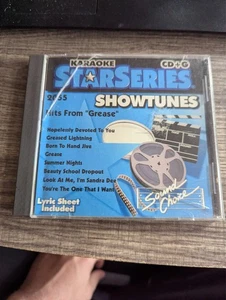 KARAOKE
CD+G
STARSERIES
2055
SHOWTUNES
Hits From "Grease"
Hopelessly Devoted To You
Greased Lightning
Born To Hand Jive
Grease
Summer Nights
Beauty School Dropout
Look At Me, I'm Sandra Dee
You're The One That I Want
Sound Choice
Lyric Sheet
Included